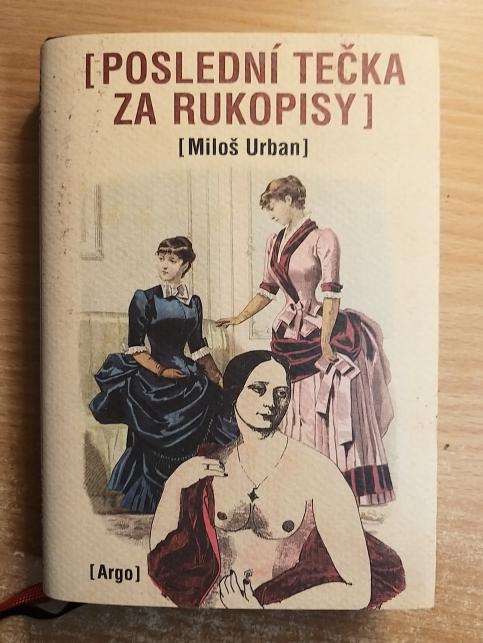 [POSLEDNÍ TEČKA
ZA RUKOPISY]
[Miloš Urban]
[Argo]